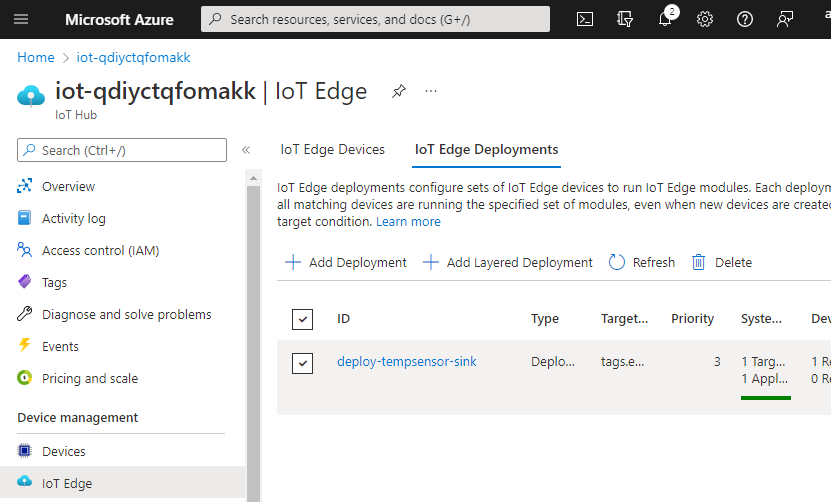 Microsoft Azure
Search resources, services, and docs (G+/)
2
Home > iot-qdiyctqfomakk
iot-qdiyctqfomakk | IoT Edge
IoT Hub
Search (Ctrl+/)
Overview
Activity log
Access control (IAM)
Tags
Diagnose and solve problems
Events
Pricing and scale
Device management
Devices
IoT Edge
IoT Edge Devices
IoT Edge Deployments
IoT Edge deployments configure sets of IoT Edge devices to run IoT Edge modules. Each deploym
all matching devices are running the specified set of modules, even when new devices are created
target condition. Learn more
Add Deployment
Add Layered Deployment
Refresh
Delete
ID Type Target... Priority Syste... Dev
deploy-tempsensor-sink Deplo... tags.e... 3 1 Targ... 1 Re
1 Appl... 0 Re